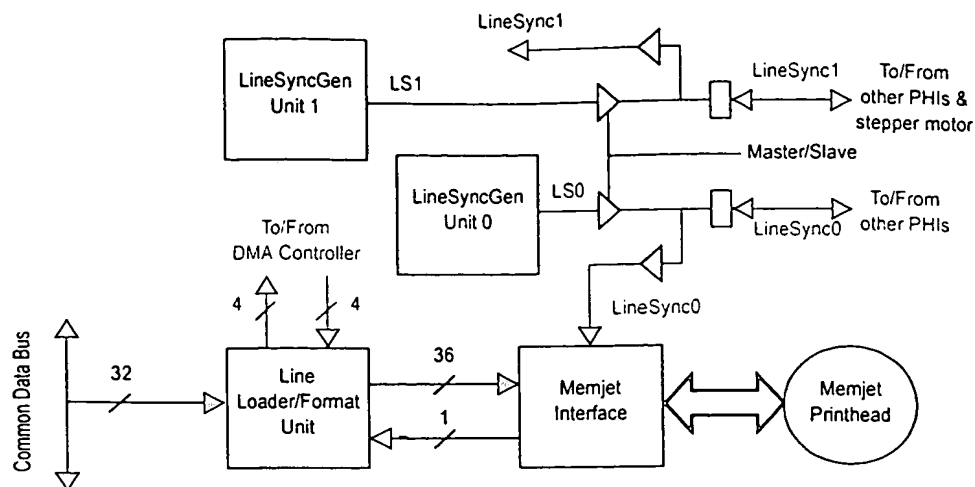 LineSync1
LineSyncGen
Unit 1
LS1
LineSync1
To/From
other PHIs &
stepper motor
Master/Slave
LineSyncGen
Unit 0
LS0
To/From
other PHIs
LineSync0
To/From
DMA Controller
LineSync0
4
4
Common Data Bus
32
Line
Loader/Format
Unit
36
1
Memjet
Interface
Memjet
Printhead